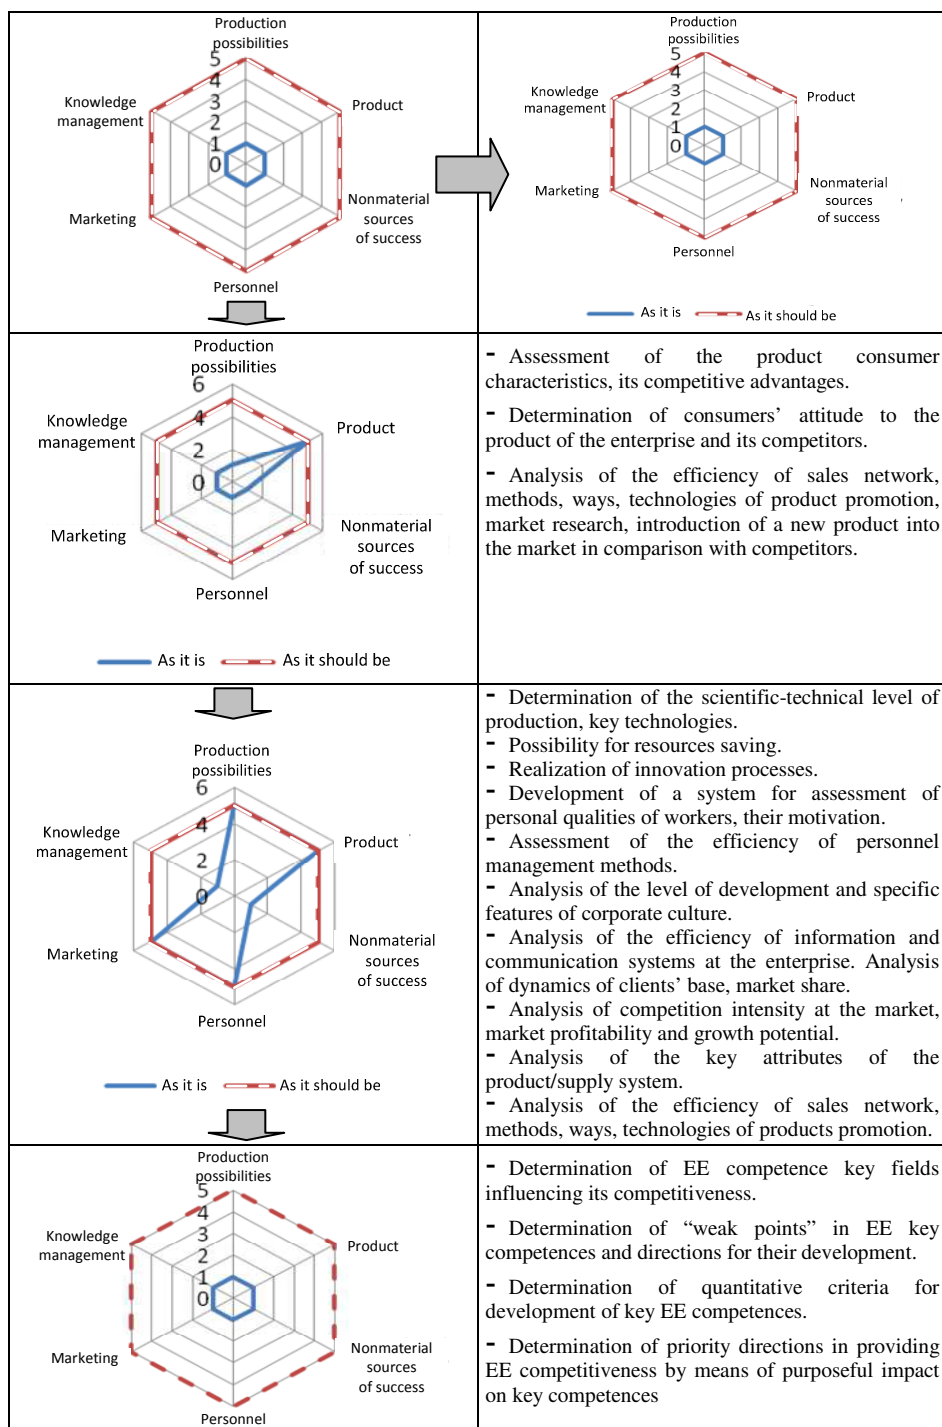 Production
possibilities
5
4
3
2
1
0
Knowledge
management
Product
Marketing
Nonmaterial
sources
of success
Personnel
Production
possibilities
5
4
3
2
1
0
Knowledge
management
Product
Marketing
Nonmaterial
sources
of success
Personnel
As it is
As it should be
Production
possibilities
6
4
2
0
Knowledge
management
Product
Marketing
Nonmaterial
sources
of success
Personnel
As it is
As it should be
- Assessment of the product consumer
characteristics, its competitive advantages.
- Determination of consumers’ attitude to the
product of the enterprise and its competitors.
- Analysis of the efficiency of sales network,
methods, ways, technologies of product promotion,
market research, introduction of a new product into
the market in comparison with competitors.
Production
possibilities
6
4
2
0
Knowledge
management
Product
Marketing
Nonmaterial
sources
of success
Personnel
As it is
As it should be
- Determination of the scientific-technical level of
production, key technologies.
- Possibility for resources saving.
- Realization of innovation processes.
- Development of a system for assessment of
personal qualities of workers, their motivation.
- Assessment of the efficiency of personnel
management methods.
- Analysis of the level of development and specific
features of corporate culture.
- Analysis of the efficiency of information and
communication systems at the enterprise. Analysis
of dynamics of clients’ base, market share.
- Analysis of competition intensity at the market,
market profitability and growth potential.
- Analysis of the key attributes of the
product/supply system.
- Analysis of the efficiency of sales network,
methods, ways, technologies of products promotion.
Production
possibilities
5
4
3
2
1
0
Knowledge
management
Product
Marketing
Nonmaterial
sources
of success
Personnel
- Determination of EE competence key fields
influencing its competitiveness.
- Determination of “weak points” in EE key
competences and directions for their development.
- Determination of quantitative criteria for
development of key EE competences.
- Determination of priority directions in providing
EE competitiveness by means of purposeful impact
on key competences